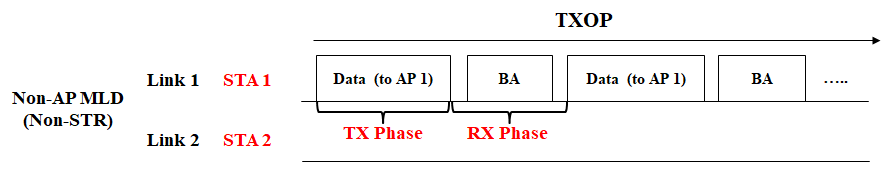 TXOP
Non-AP MLD
(Non-STR)
Link 1 STA 1
Data (to AP 1) BA Data (to AP 1) BA .....
TX Phase RX Phase
Link 2 STA 2